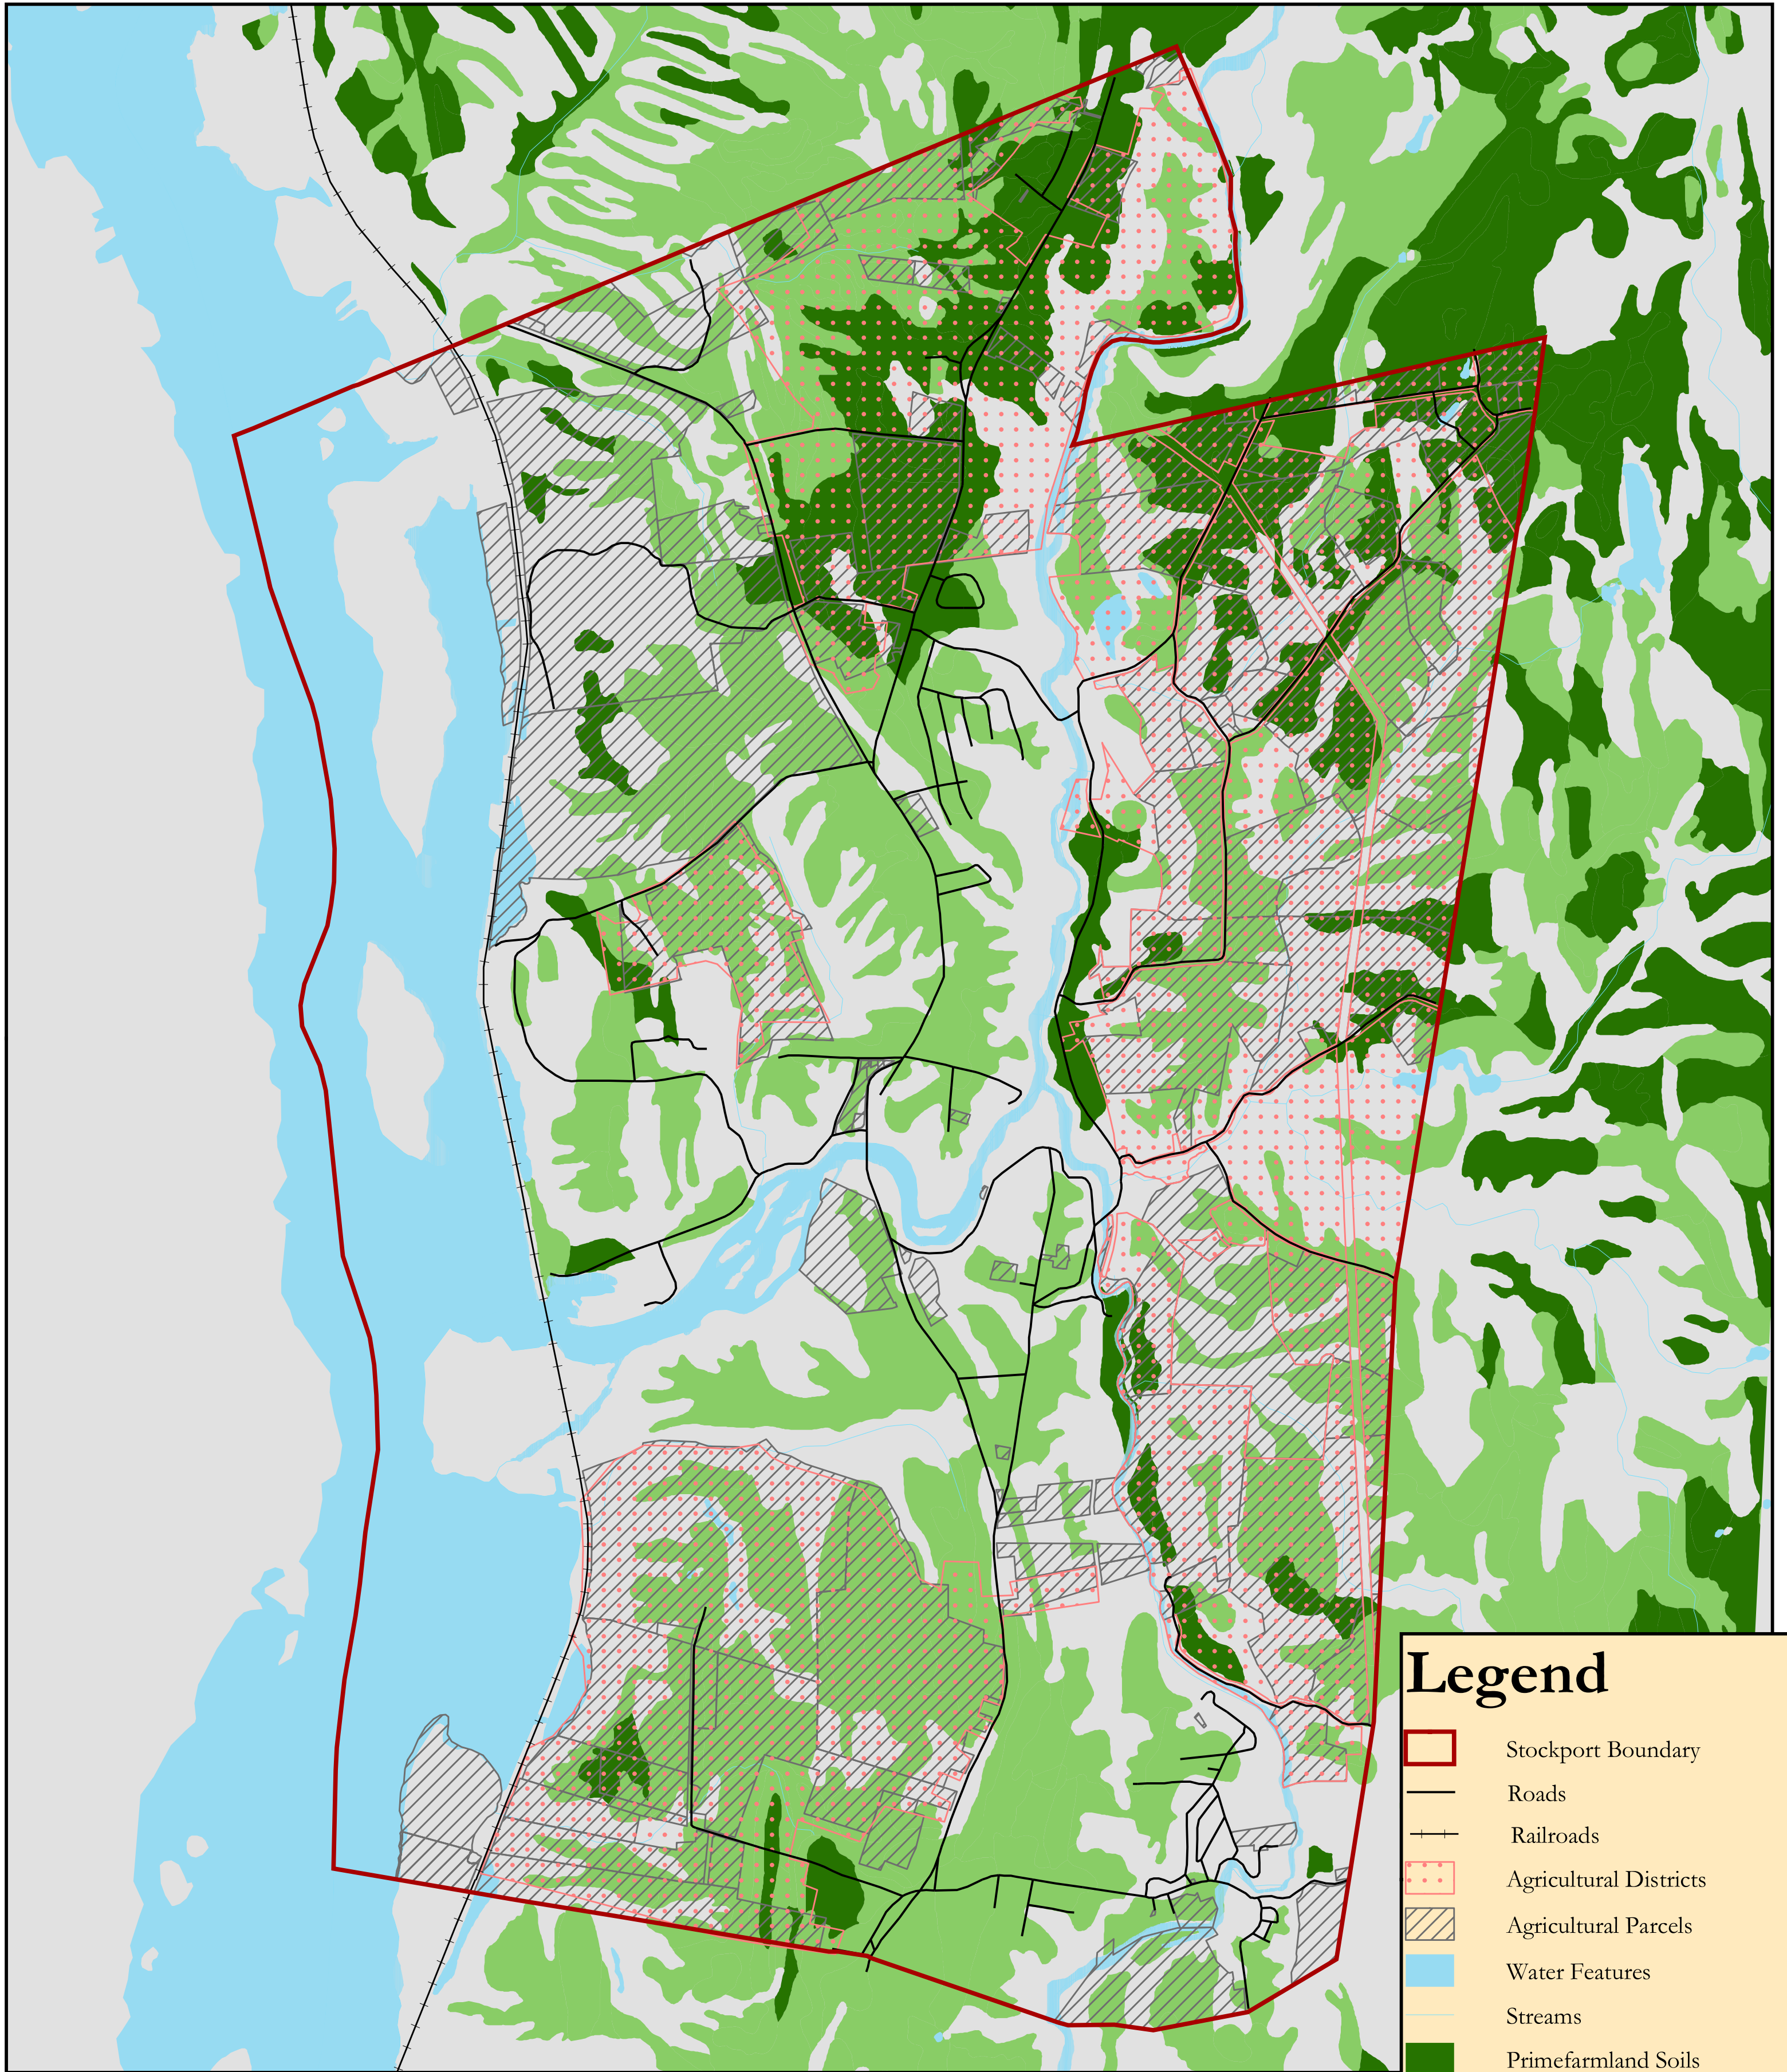 Legend
Stockport Boundary
Roads
Railroads
Agricultural Districts
Agricultural Parcels
Water Features
Streams
Primefarmland Soils